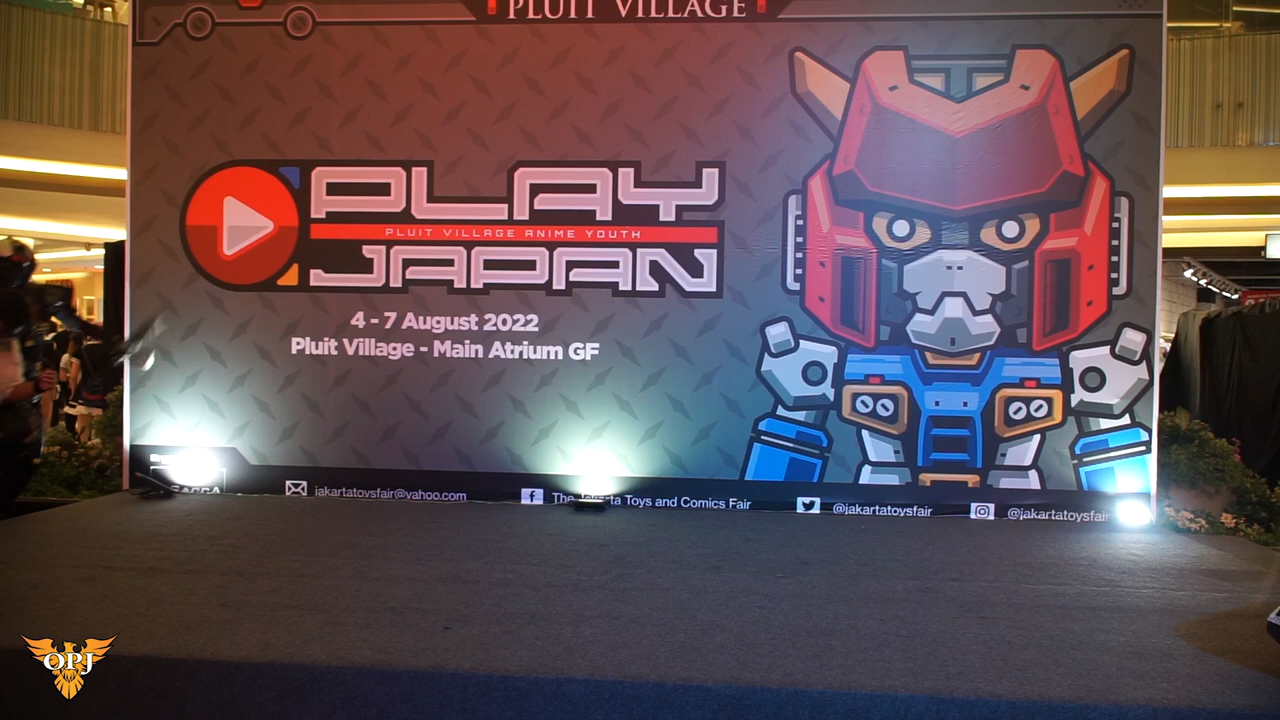 PLUIT VILLAGE
PLAY
PLUIT VILLAGE ANIME YOUTH
JAPAN
4 - 7 August 2022
Pluit Village - Main Atrium GF
jakartatoysfair@yahoo.com
The Toys and Comics Fair
@jakartatoysfair
@jakartatoysfair
OPJ